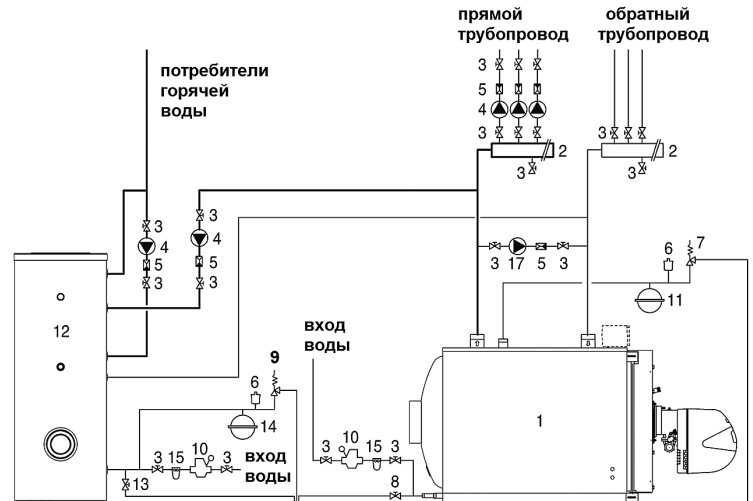 прямой обратный
трубопровод трубопровод
потребители
горячей
воды
3
5
4
3 3
2 2
3 3
3 3
4 4
5 5
3 3
3 17 5 3
6 7
11
12
вход
воды
9
6
14
1
3 15 10 3
вход
воды
3 10 15 3
13
8